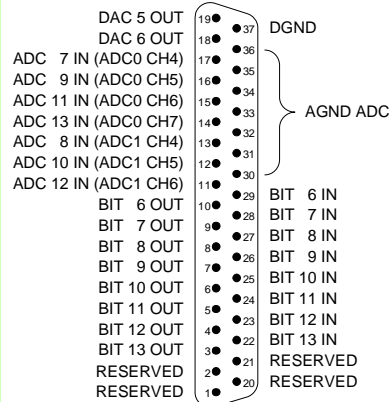 DAC 5 OUT 19 37 DGND
DAC 6 OUT 18 36
ADC 7 IN (ADC0 CH4) 17 35
ADC 9 IN (ADC0 CH5) 16 34
ADC 11 IN (ADC0 CH6) 15 33 AGND ADC
ADC 13 IN (ADC0 CH7) 14 32
ADC 8 IN (ADC1 CH4) 13 31
ADC 10 IN (ADC1 CH5) 12 30
ADC 12 IN (ADC1 CH6) 11 29 BIT 6 IN
BIT 6 OUT 10 28 BIT 7 IN
BIT 7 OUT 9 27 BIT 8 IN
BIT 8 OUT 8 26 BIT 9 IN
BIT 9 OUT 7 25 BIT 10 IN
BIT 10 OUT 6 24 BIT 11 IN
BIT 11 OUT 5 23 BIT 12 IN
BIT 12 OUT 4 22 BIT 13 IN
BIT 13 OUT 3 21 RESERVED
RESERVED 2 20 RESERVED
RESERVED 1